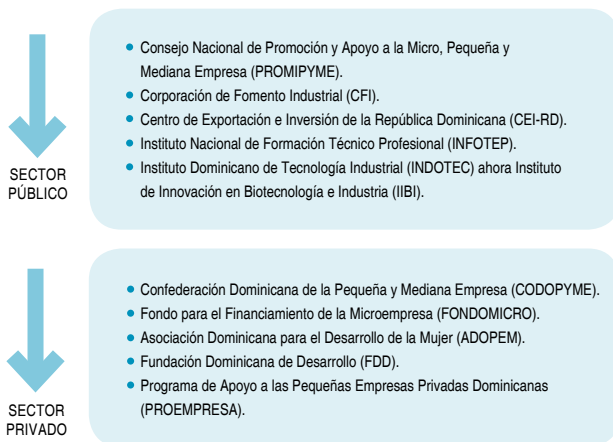 • Consejo Nacional de Promoción y Apoyo a la Micro, Pequeña y
Mediana Empresa (PROMIPYME).
• Corporación de Fomento Industrial (CFI).
• Centro de Exportación e Inversión de la República Dominicana (CEI-RD).
• Instituto Nacional de Formación Técnico Profesional (INFOTEP).
• Instituto Dominicano de Tecnología Industrial (INDOTEC) ahora Instituto
de Innovación en Biotecnología e Industria (IIBI).
SECTOR
PÚBLICO
• Confederación Dominicana de la Pequeña y Mediana Empresa (CODOPYME).
• Fondo para el Financiamiento de la Microempresa (FONDOMICRO).
• Asociación Dominicana para el Desarrollo de la Mujer (ADOPEM).
• Fundación Dominicana de Desarrollo (FDD).
• Programa de Apoyo a las Pequeñas Empresas Privadas Dominicanas
(PROEMPRESA).
SECTOR
PRIVADO